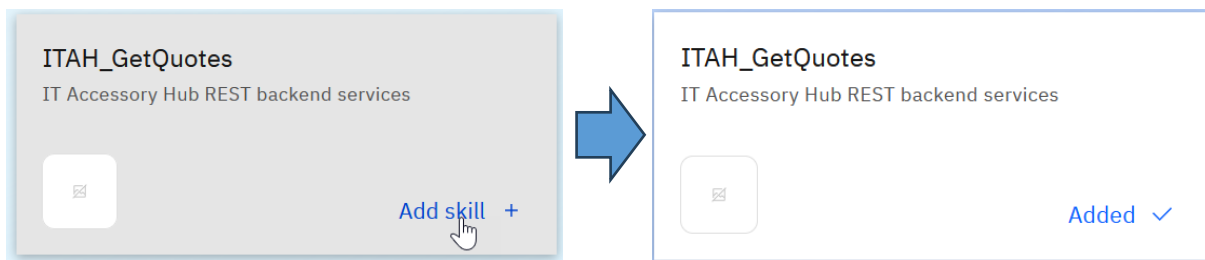 ITAH_GetQuotes
IT Accessory Hub REST backend services
Add skill +
ITAH_GetQuotes
IT Accessory Hub REST backend services
Added